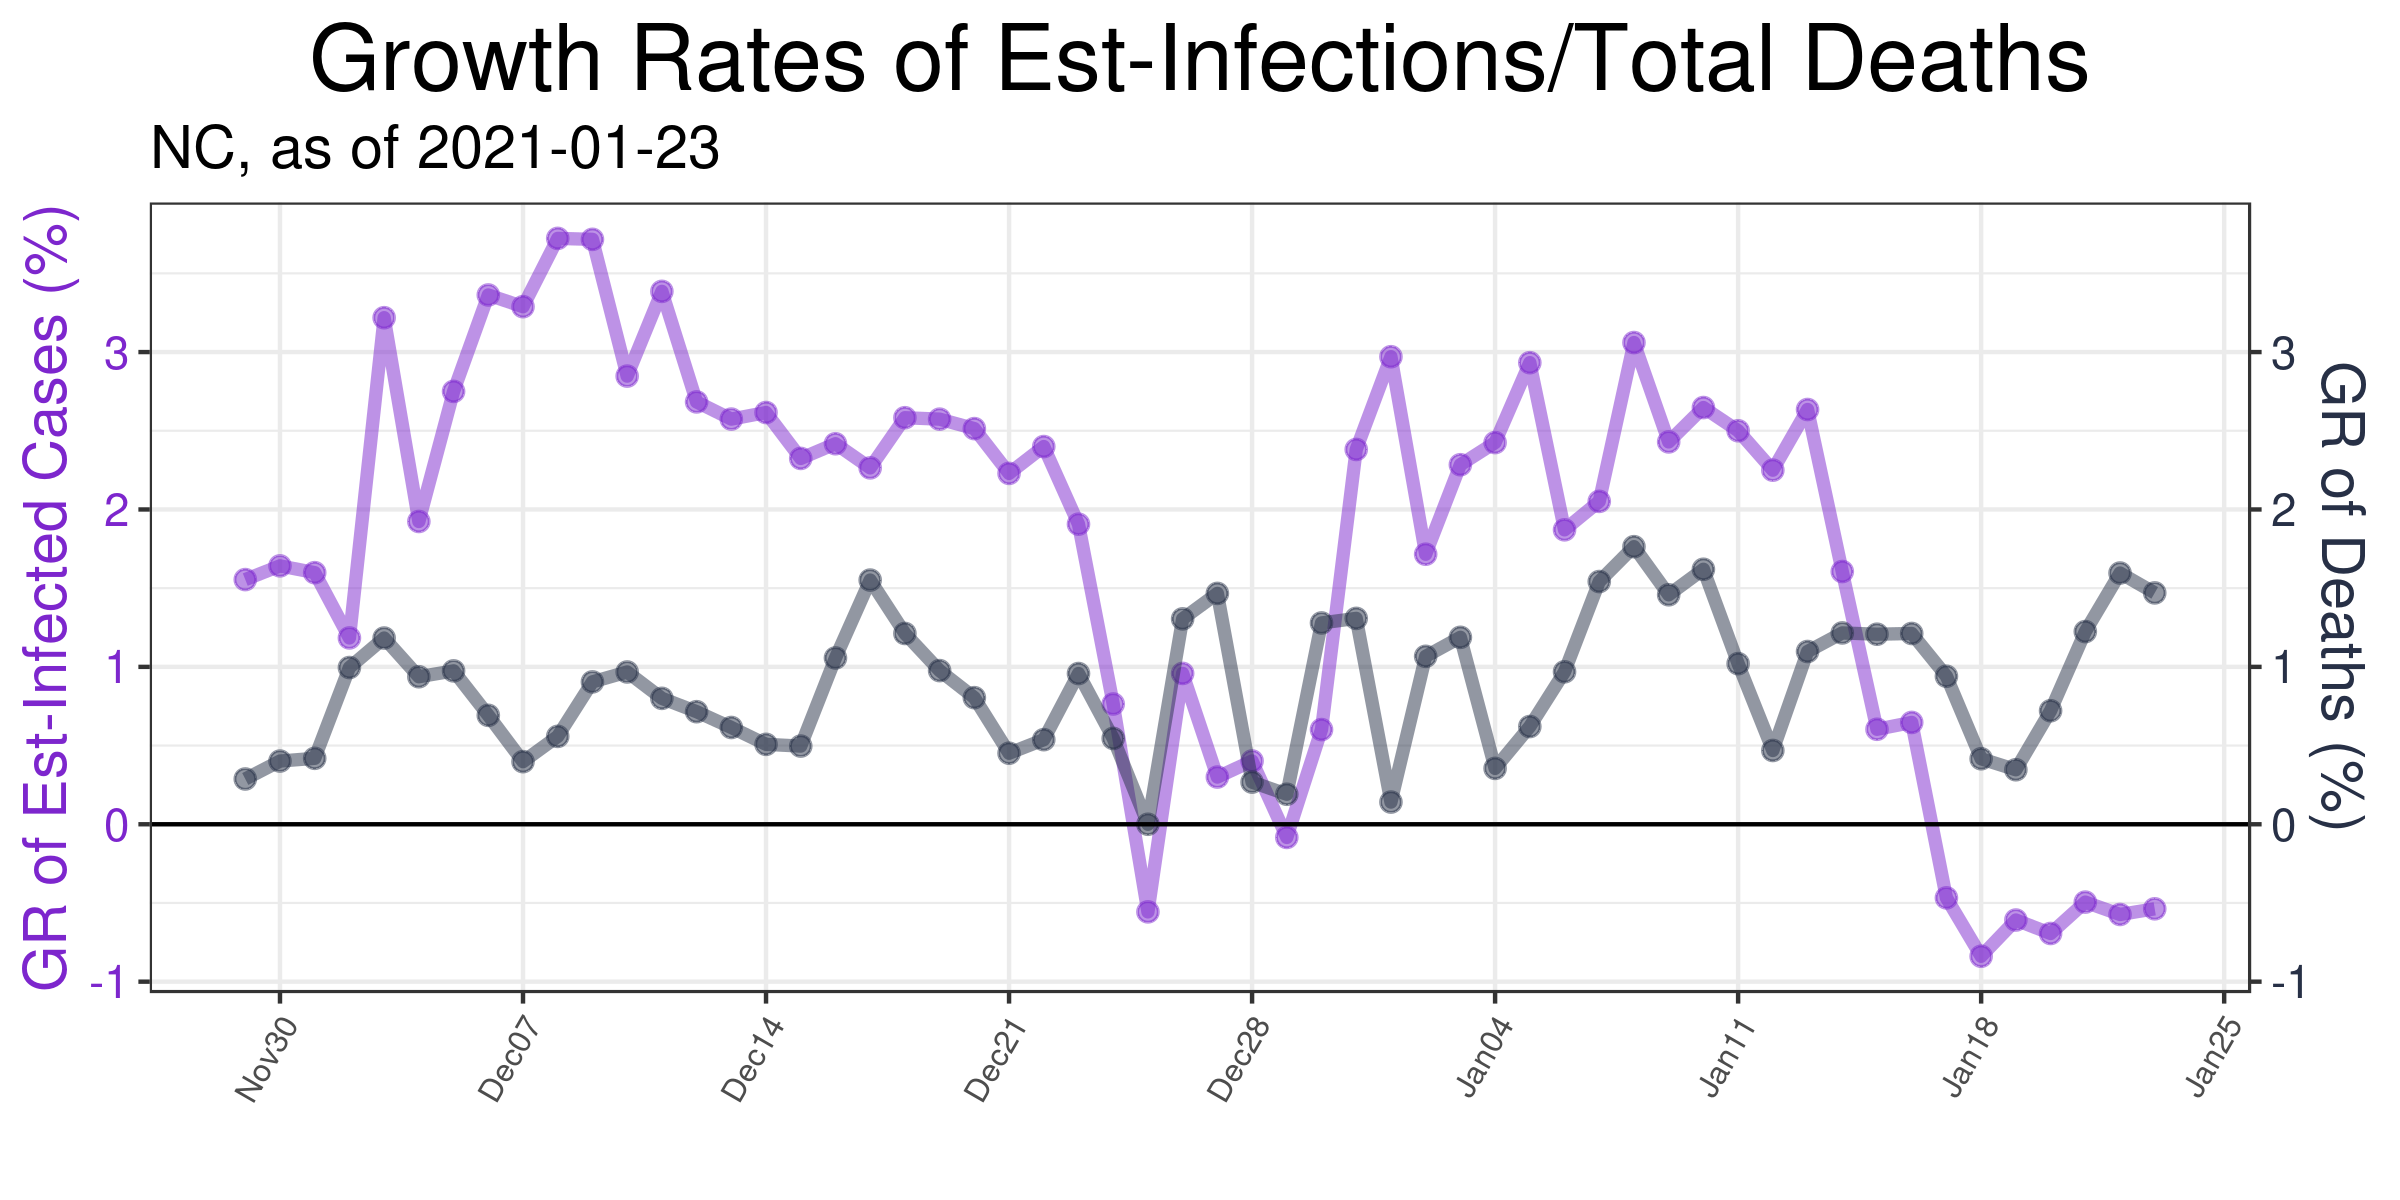 Growth Rates of Est-Infections/Total Deaths
NC, as of 2021-01-23
GR of Est-Infected Cases (%)
3
2
1
0
-1
3
2
1
0
-1
GR of Deaths (%)
Nov30
Dec07
Dec14
Dec21
Dec28
Jan04
Jan11
Jan18
Jan25